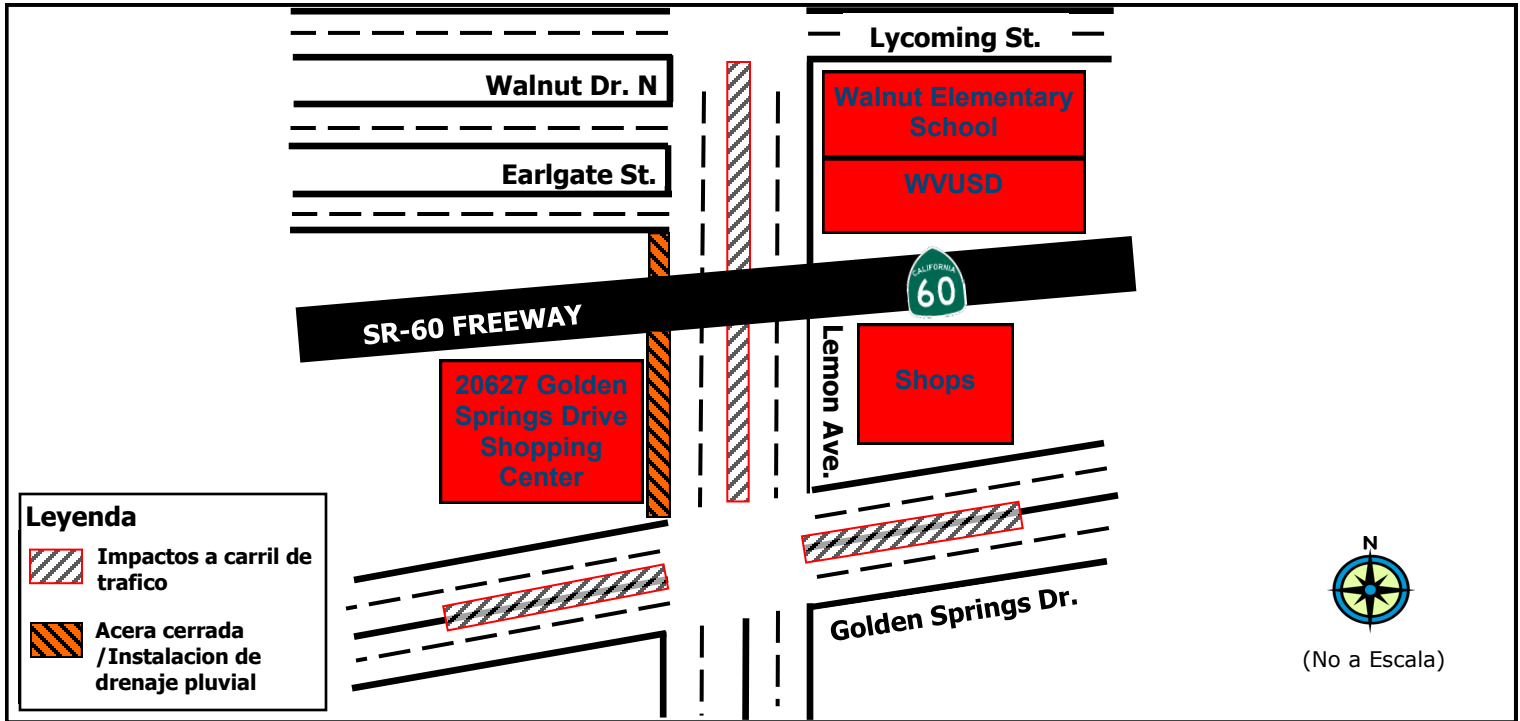 Lycoming St.
Walnut Dr. N
Walnut Elementary
School
Earlgate St.
WVUSD
CALIFORNIA
60
SR-60 FREEWAY
Lemon Ave.
Shops
20627 Golden
Springs Drive
Shopping
Center
Golden Springs Dr.
Leyenda
Impactos a carril de
trafico
Acera cerrada
/Instalacion de
drenaje pluvial
N
(No a Escala)